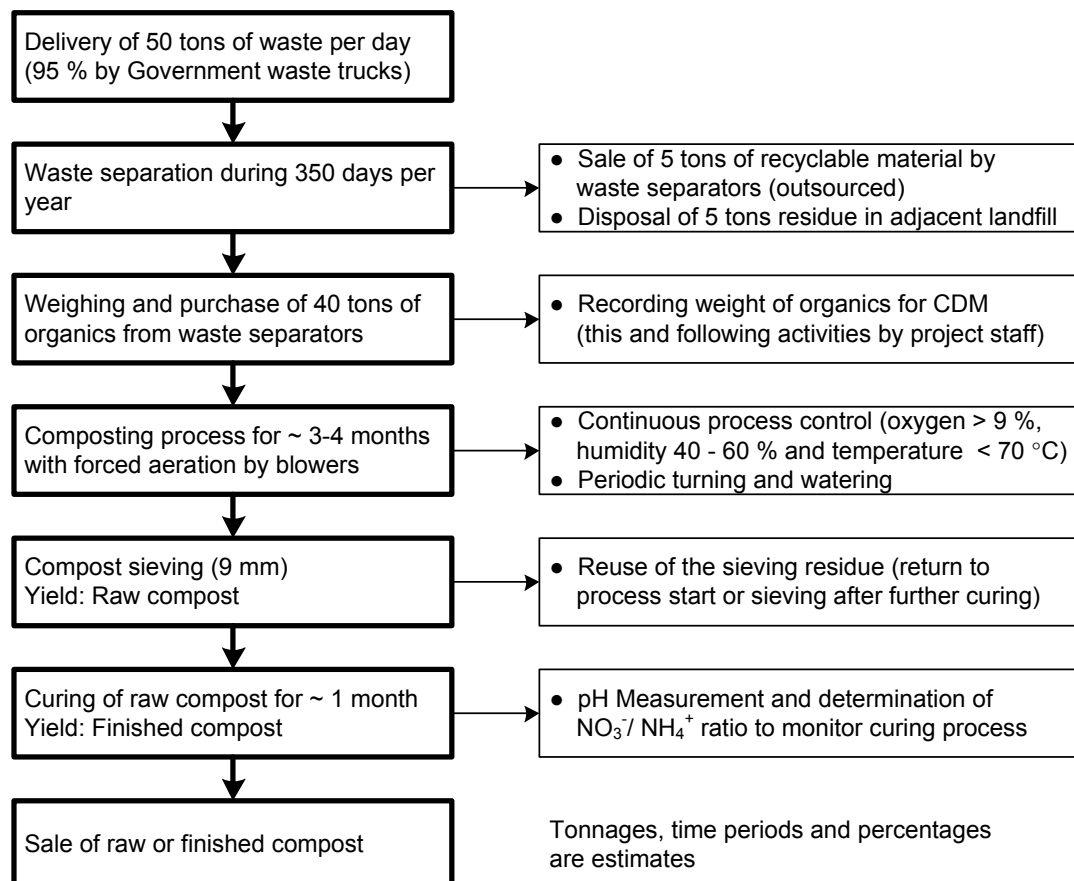 Delivery of 50 tons of waste per day
(95 % by Government waste trucks)
Waste separation during 350 days per
year
● Sale of 5 tons of recyclable material by
waste separators (outsourced)
● Disposal of 5 tons residue in adjacent landfill
Weighing and purchase of 40 tons of
organics from waste separators
● Recording weight of organics for CDM
(this and following activities by project staff)
Composting process for ~ 3-4 months
with forced aeration by blowers
● Continuous process control (oxygen > 9 %,
humidity 40 - 60 % and temperature < 70 °C)
● Periodic turning and watering
Compost sieving (9 mm)
Yield: Raw compost
● Reuse of the sieving residue (return to
process start or sieving after further curing)
Curing of raw compost for ~ 1 month
Yield: Finished compost
● pH Measurement and determination of
NO₃⁻/ NH₄⁺ ratio to monitor curing process
Sale of raw or finished compost
Tonnages, time periods and percentages
are estimates